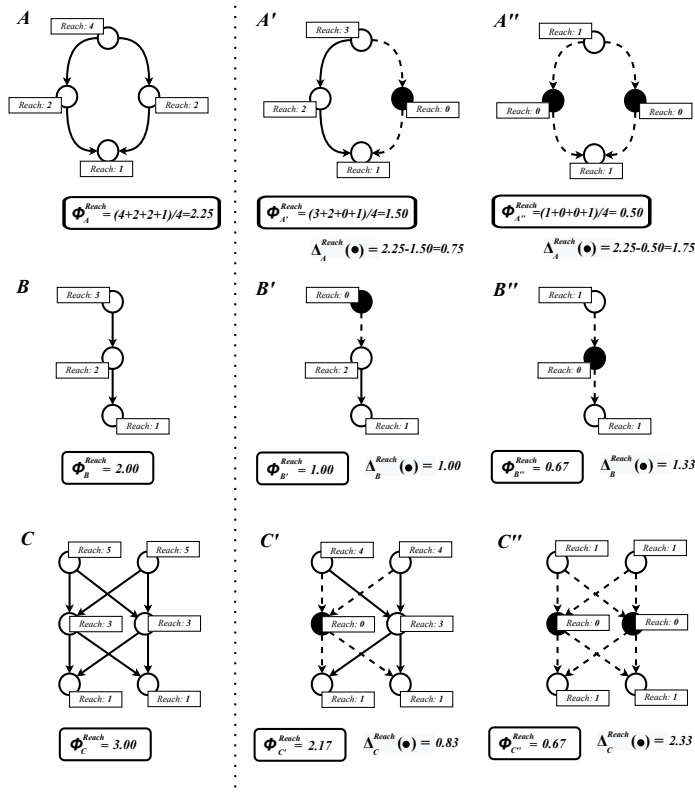 A
Reach: 4
Reach: 2
Reach: 2
Reach: 1
Φ_A^Reach = (4+2+2+1)/4=2.25
A'
Reach: 3
Reach: 2
Reach: 0
Reach: 1
Φ_A'^Reach = (3+2+0+1)/4=1.50
Δ_A^Reach(●) = 2.25-1.50=0.75
A''
Reach: 1
Reach: 0
Reach: 0
Reach: 1
Φ_A''^Reach =(1+0+0+1)/4= 0.50
Δ_A^Reach(●) = 2.25-0.50=1.75
B
Reach: 3
Reach: 2
Reach: 1
Φ_B^Reach = 2.00
B'
Reach: 0
Reach: 2
Reach: 1
Φ_B'^Reach = 1.00
Δ_B^Reach(●) = 1.00
B''
Reach: 1
Reach: 0
Reach: 1
Φ_B''^Reach = 0.67
Δ_B^Reach(●) = 1.33
C
Reach: 5
Reach: 5
Reach: 3
Reach: 3
Reach: 1
Reach: 1
Φ_C^Reach = 3.00
C'
Reach: 4
Reach: 4
Reach: 0
Reach: 3
Reach: 1
Reach: 1
Φ_C'^Reach = 2.17
Δ_C^Reach(●) = 0.83
C''
Reach: 1
Reach: 1
Reach: 0
Reach: 0
Reach: 1
Reach: 1
Φ_C''^Reach = 0.67
Δ_C^Reach(●) = 2.33